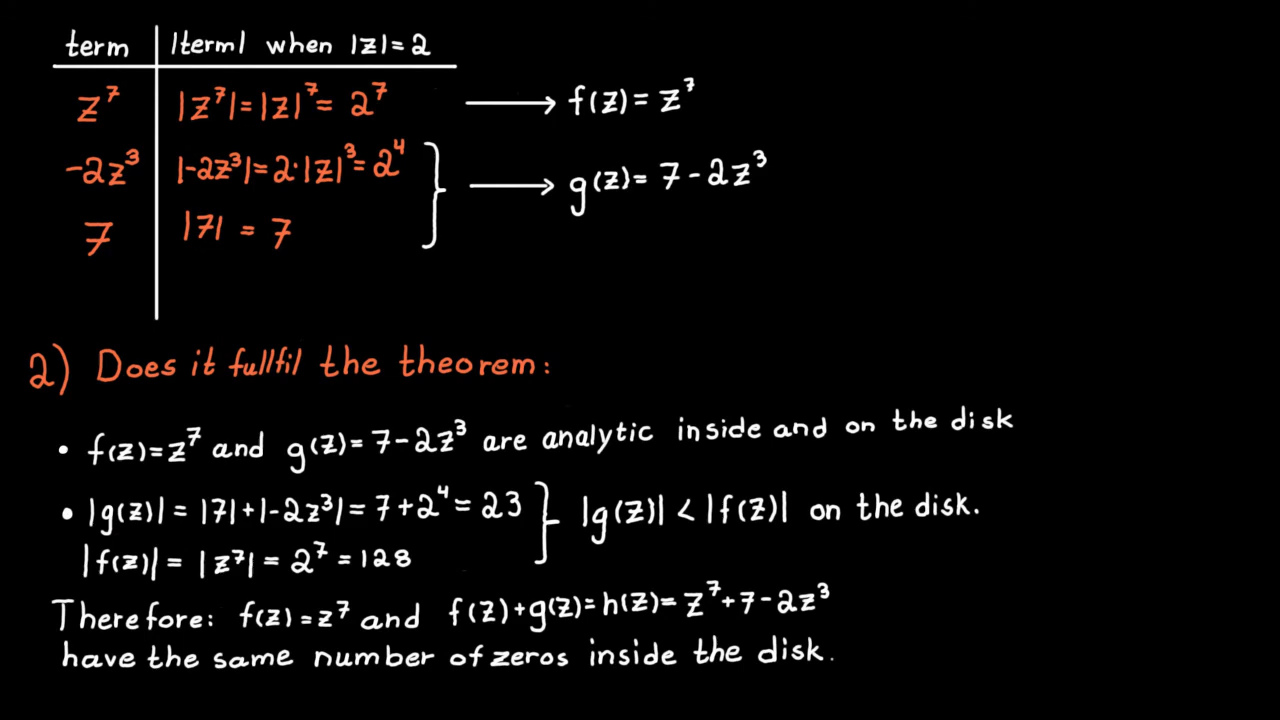 term |term| when |z|=2
z⁷ |z⁷|=|z|⁷=2⁷ → f(z)=z⁷
-2z³ |-2z³|=2·|z|³=2⁴ } → g(z)=7-2z³
7 |7| = 7
2) Does it fullfil the theorem:
• f(z)=z⁷ and g(z)=7-2z³ are analytic inside and on the disk
• |g(z)| = |7|+|-2z³|=7+2⁴=23 } |g(z)| < |f(z)| on the disk.
|f(z)| = |z⁷| = 2⁷ = 128
Therefore: f(z)=z⁷ and f(z)+g(z)=h(z)=z⁷+7-2z³
have the same number of zeros inside the disk.